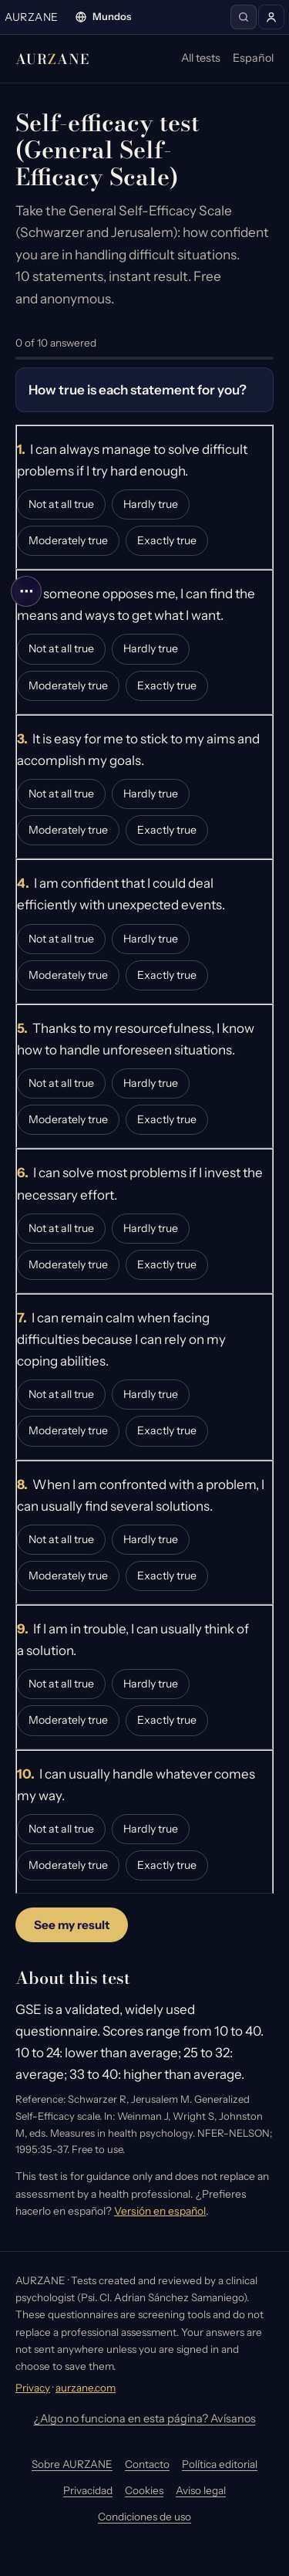 AURZANE Mundos
AURZANE All tests Español
Self-efficacy test
(General Self-
Efficacy Scale)
Take the General Self-Efficacy Scale
(Schwarzer and Jerusalem): how confident
you are in handling difficult situations.
10 statements, instant result. Free
and anonymous.
0 of 10 answered
How true is each statement for you?
1. I can always manage to solve difficult
problems if I try hard enough.
Not at all true Hardly true
Moderately true Exactly true
someone opposes me, I can find the
means and ways to get what I want.
Not at all true Hardly true
Moderately true Exactly true
3. It is easy for me to stick to my aims and
accomplish my goals.
Not at all true Hardly true
Moderately true Exactly true
4. I am confident that I could deal
efficiently with unexpected events.
Not at all true Hardly true
Moderately true Exactly true
5. Thanks to my resourcefulness, I know
how to handle unforeseen situations.
Not at all true Hardly true
Moderately true Exactly true
6. I can solve most problems if I invest the
necessary effort.
Not at all true Hardly true
Moderately true Exactly true
7. I can remain calm when facing
difficulties because I can rely on my
coping abilities.
Not at all true Hardly true
Moderately true Exactly true
8. When I am confronted with a problem, I
can usually find several solutions.
Not at all true Hardly true
Moderately true Exactly true
9. If I am in trouble, I can usually think of
a solution.
Not at all true Hardly true
Moderately true Exactly true
10. I can usually handle whatever comes
my way.
Not at all true Hardly true
Moderately true Exactly true
See my result
About this test
GSE is a validated, widely used
questionnaire. Scores range from 10 to 40.
10 to 24: lower than average; 25 to 32:
average; 33 to 40: higher than average.
Reference: Schwarzer R, Jerusalem M. Generalized
Self-Efficacy scale. In: Weinman J, Wright S, Johnston
M, eds. Measures in health psychology. NFER-NELSON;
1995:35-37. Free to use.
This test is for guidance only and does not replace an
assessment by a health professional. ¿Prefieres
hacerlo en español? Versión en español.
AURZANE · Tests created and reviewed by a clinical
psychologist (Psi. Cl. Adrian Sánchez Samaniego).
These questionnaires are screening tools and do not
replace a professional assessment. Your answers are
not sent anywhere unless you are signed in and
choose to save them.
Privacy · aurzane.com
¿Algo no funciona en esta página? Avísanos
Sobre AURZANE Contacto Política editorial
Privacidad Cookies Aviso legal
Condiciones de uso